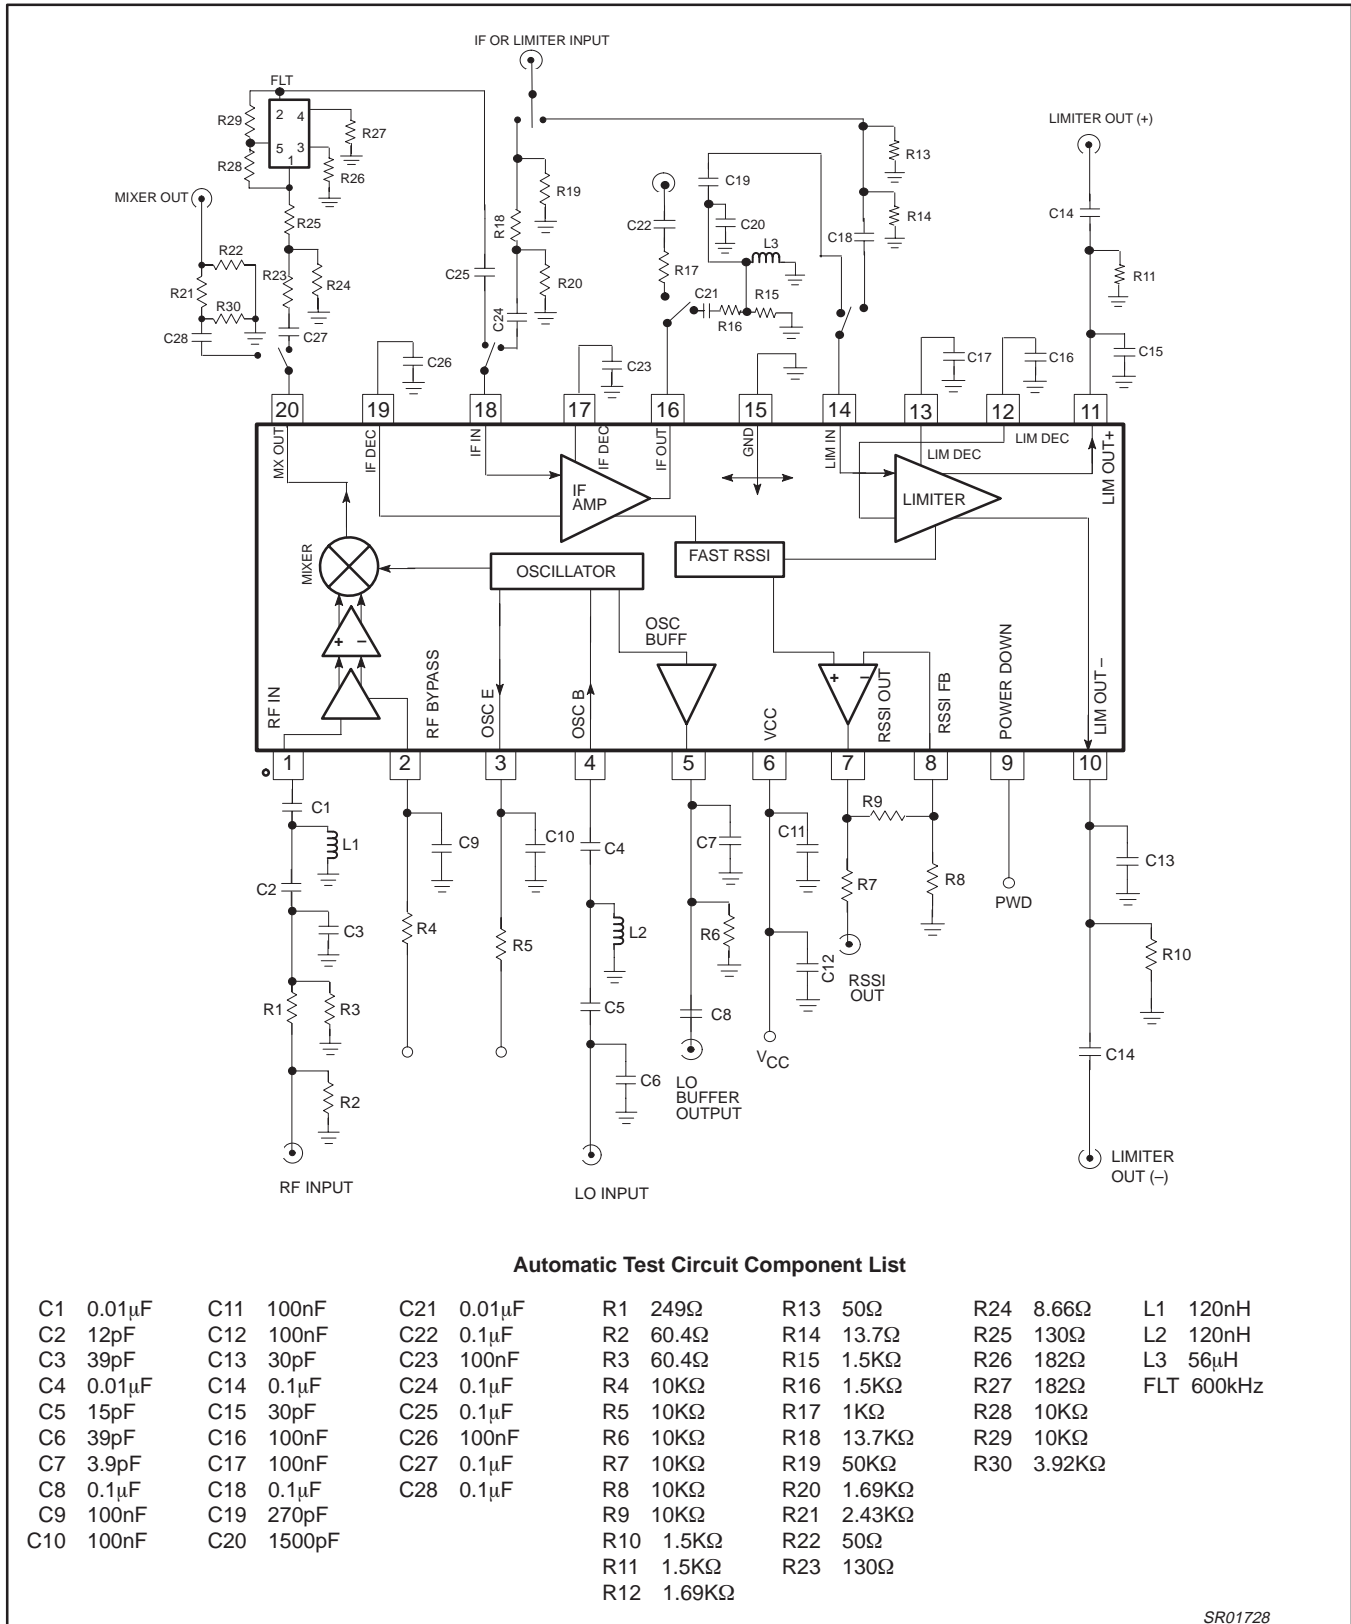 IF OR LIMITER INPUT
FLT
2 4
5 3
1
R29
R28
R27
R26
R25
MIXER OUT
R22
R21
R30
C28
R23
R24
C27
C25
R18
R19
R20
C24
C26
C23
C22
R17
C19
C20
L3
C21
R16
R15
C18
R13
R14
LIMITER OUT (+)
C14
R11
C15
C17
C16
20 19 18 17 16 15 14 13 12 11
MX OUT
IF DEC
IF IN
IF DEC
IF OUT
GND
LIM IN
LIM DEC
LIM DEC
LIM OUT+
IF
AMP
LIMITER
MIXER
OSCILLATOR
FAST RSSI
+ –
OSC
BUFF
+ –
RF IN
RF BYPASS
OSC E
OSC B
VCC
RSSI OUT
RSSI FB
POWER DOWN
LIM OUT –
1 2 3 4 5 6 7 8 9 10
C1
L1
C2
C3
R1
R3
R2
RF INPUT
C9
R4
C10
R5
C4
L2
C5
C6
LO INPUT
C7
R6
C8
LO
BUFFER
OUTPUT
C11
C12
VCC
R9
R7
R8
RSSI
OUT
PWD
C13
R10
C14
LIMITER
OUT (–)
Automatic Test Circuit Component List
C1 0.01μF C11 100nF C21 0.01μF R1 249Ω R13 50Ω R24 8.66Ω L1 120nH
C2 12pF C12 100nF C22 0.1μF R2 60.4Ω R14 13.7Ω R25 130Ω L2 120nH
C3 39pF C13 30pF C23 100nF R3 60.4Ω R15 1.5KΩ R26 182Ω L3 56μH
C4 0.01μF C14 0.1μF C24 0.1μF R4 10KΩ R16 1.5KΩ R27 182Ω FLT 600kHz
C5 15pF C15 30pF C25 0.1μF R5 10KΩ R17 1KΩ R28 10KΩ
C6 39pF C16 100nF C26 100nF R6 10KΩ R18 13.7KΩ R29 10KΩ
C7 3.9pF C17 100nF C27 0.1μF R7 10KΩ R19 50KΩ R30 3.92KΩ
C8 0.1μF C18 0.1μF C28 0.1μF R8 10KΩ R20 1.69KΩ
C9 100nF C19 270pF R9 10KΩ R21 2.43KΩ
C10 100nF C20 1500pF R10 1.5KΩ R22 50Ω
R11 1.5KΩ R23 130Ω
R12 1.69KΩ
SR01728